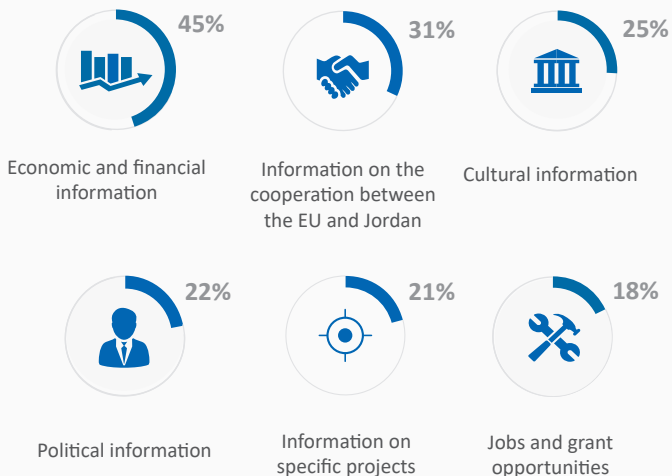 45%
31%
25%
Economic and financial
information
Information on the
cooperation between
the EU and Jordan
Cultural information
22%
21%
18%
Political information
Information on
specific projects
Jobs and grant
opportunities